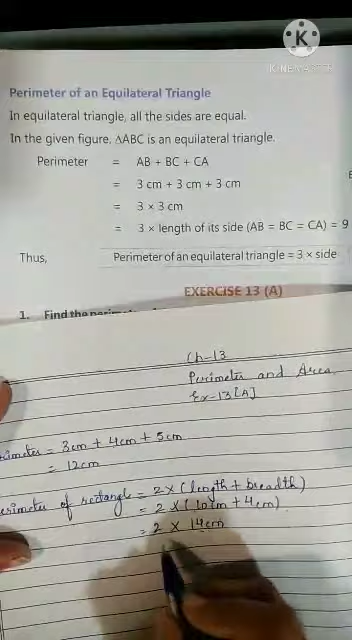 K
KINEMASTER
Perimeter of an Equilateral Triangle
In equilateral triangle, all the sides are equal.
In the given figure, ΔABC is an equilateral triangle.
Perimeter = AB + BC + CA
= 3 cm + 3 cm + 3 cm
= 3 × 3 cm
= 3 × length of its side (AB = BC = CA) = 9
Thus, Perimeter of an equilateral triangle = 3 × side
EXERCISE 13 (A)
1. Find the
Ch-13
Perimeter and Area
Ex-13[A]
= 3cm + 4cm + 5cm
= 12cm
of rectangle = 2×(length + breadth)
= 2×(10cm + 4cm)
= 2 × 14cm